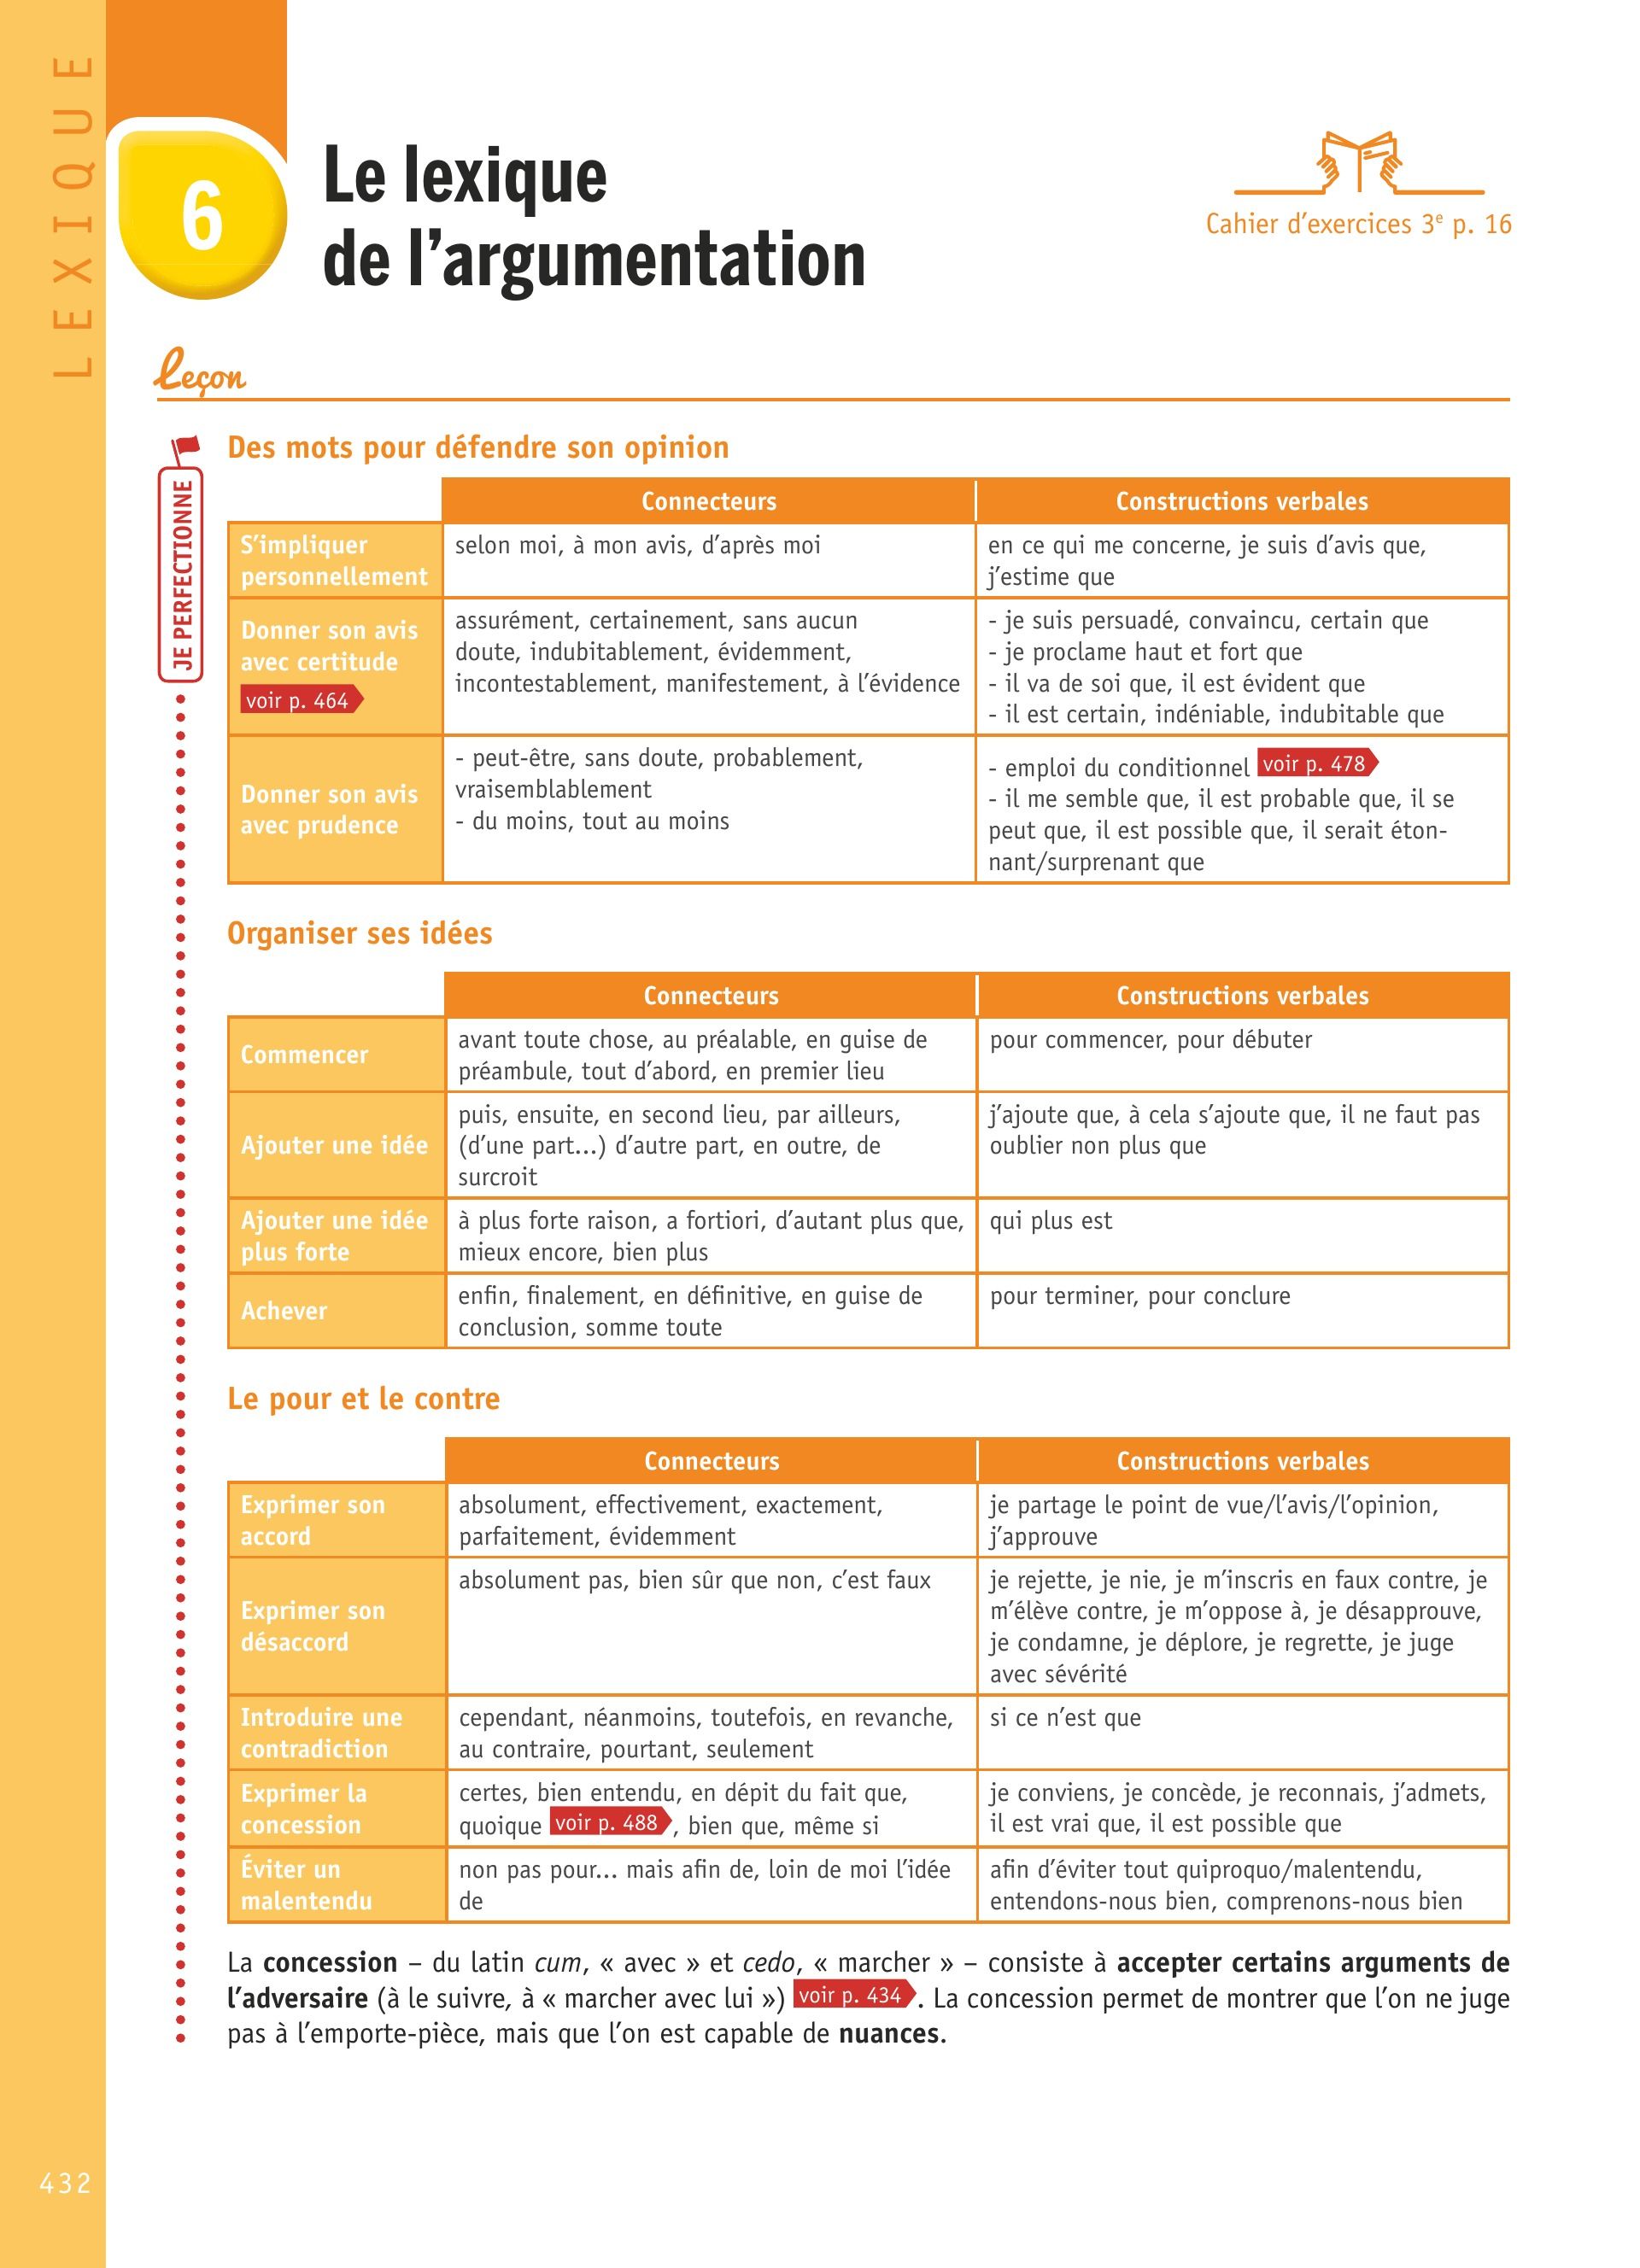 LEXIQUE
6
Le lexique
de l’argumentation
Cahier d’exercices 3e p. 16
Leçon
JE PERFECTIONNE
Des mots pour défendre son opinion
Connecteurs
Constructions verbales
S’impliquer
personnellement
selon moi, à mon avis, d’après moi
en ce qui me concerne, je suis d’avis que,
j’estime que
Donner son avis
avec certitude
voir p. 464
assurément, certainement, sans aucun
doute, indubitablement, évidemment,
incontestablement, manifestement, à l’évidence
- je suis persuadé, convaincu, certain que
- je proclame haut et fort que
- il va de soi que, il est évident que
- il est certain, indéniable, indubitable que
Donner son avis
avec prudence
- peut-être, sans doute, probablement,
vraisemblablement
- du moins, tout au moins
- emploi du conditionnel voir p. 478
- il me semble que, il est probable que, il se
peut que, il est possible que, il serait éton-
nant/surprenant que
Organiser ses idées
Connecteurs
Constructions verbales
Commencer
avant toute chose, au préalable, en guise de
préambule, tout d’abord, en premier lieu
pour commencer, pour débuter
Ajouter une idée
puis, ensuite, en second lieu, par ailleurs,
(d’une part...) d’autre part, en outre, de
surcroit
j’ajoute que, à cela s’ajoute que, il ne faut pas
oublier non plus que
Ajouter une idée
plus forte
à plus forte raison, a fortiori, d’autant plus que,
mieux encore, bien plus
qui plus est
Achever
enfin, finalement, en définitive, en guise de
conclusion, somme toute
pour terminer, pour conclure
Le pour et le contre
Connecteurs
Constructions verbales
Exprimer son
accord
absolument, effectivement, exactement,
parfaitement, évidemment
je partage le point de vue/l’avis/l’opinion,
j’approuve
Exprimer son
désaccord
absolument pas, bien sûr que non, c’est faux
je rejette, je nie, je m’inscris en faux contre, je
m’élève contre, je m’oppose à, je désapprouve,
je condamne, je déplore, je regrette, je juge
avec sévérité
Introduire une
contradiction
cependant, néanmoins, toutefois, en revanche,
au contraire, pourtant, seulement
si ce n’est que
Exprimer la
concession
certes, bien entendu, en dépit du fait que,
quoique voir p. 488 , bien que, même si
je conviens, je concède, je reconnais, j’admets,
il est vrai que, il est possible que
Éviter un
malentendu
non pas pour... mais afin de, loin de moi l’idée
de
afin d’éviter tout quiproquo/malentendu,
entendons-nous bien, comprenons-nous bien
La concession – du latin cum, « avec » et cedo, « marcher » – consiste à accepter certains arguments de
l’adversaire (à le suivre, à « marcher avec lui ») voir p. 434 . La concession permet de montrer que l’on ne juge
pas à l’emporte-pièce, mais que l’on est capable de nuances.
432